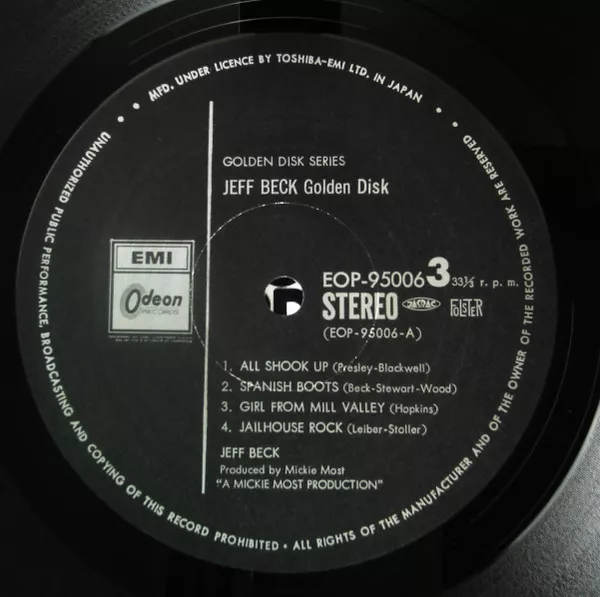 MFD. UNDER LICENCE BY TOSHIBA-EMI LTD. IN JAPAN
GOLDEN DISK SERIES
JEFF BECK Golden Disk
EMI
Odeon
EOP-95006 3 33⅓ r. p. m.
STEREO
(EOP-95006-A)
1. ALL SHOOK UP (Presley-Blackwell)
2. SPANISH BOOTS (Beck-Stewart-Wood)
3. GIRL FROM MILL VALLEY (Hopkins)
4. JAILHOUSE ROCK (Leiber-Stoller)
JEFF BECK
Produced by Mickie Most
"A MICKIE MOST PRODUCTION"
UNAUTHORIZED PUBLIC PERFORMANCE, BROADCASTING AND COPYING OF THIS RECORD PROHIBITED • ALL RIGHTS OF THE MANUFACTURER AND OF THE OWNER OF THE RECORDED WORK ARE RESERVED